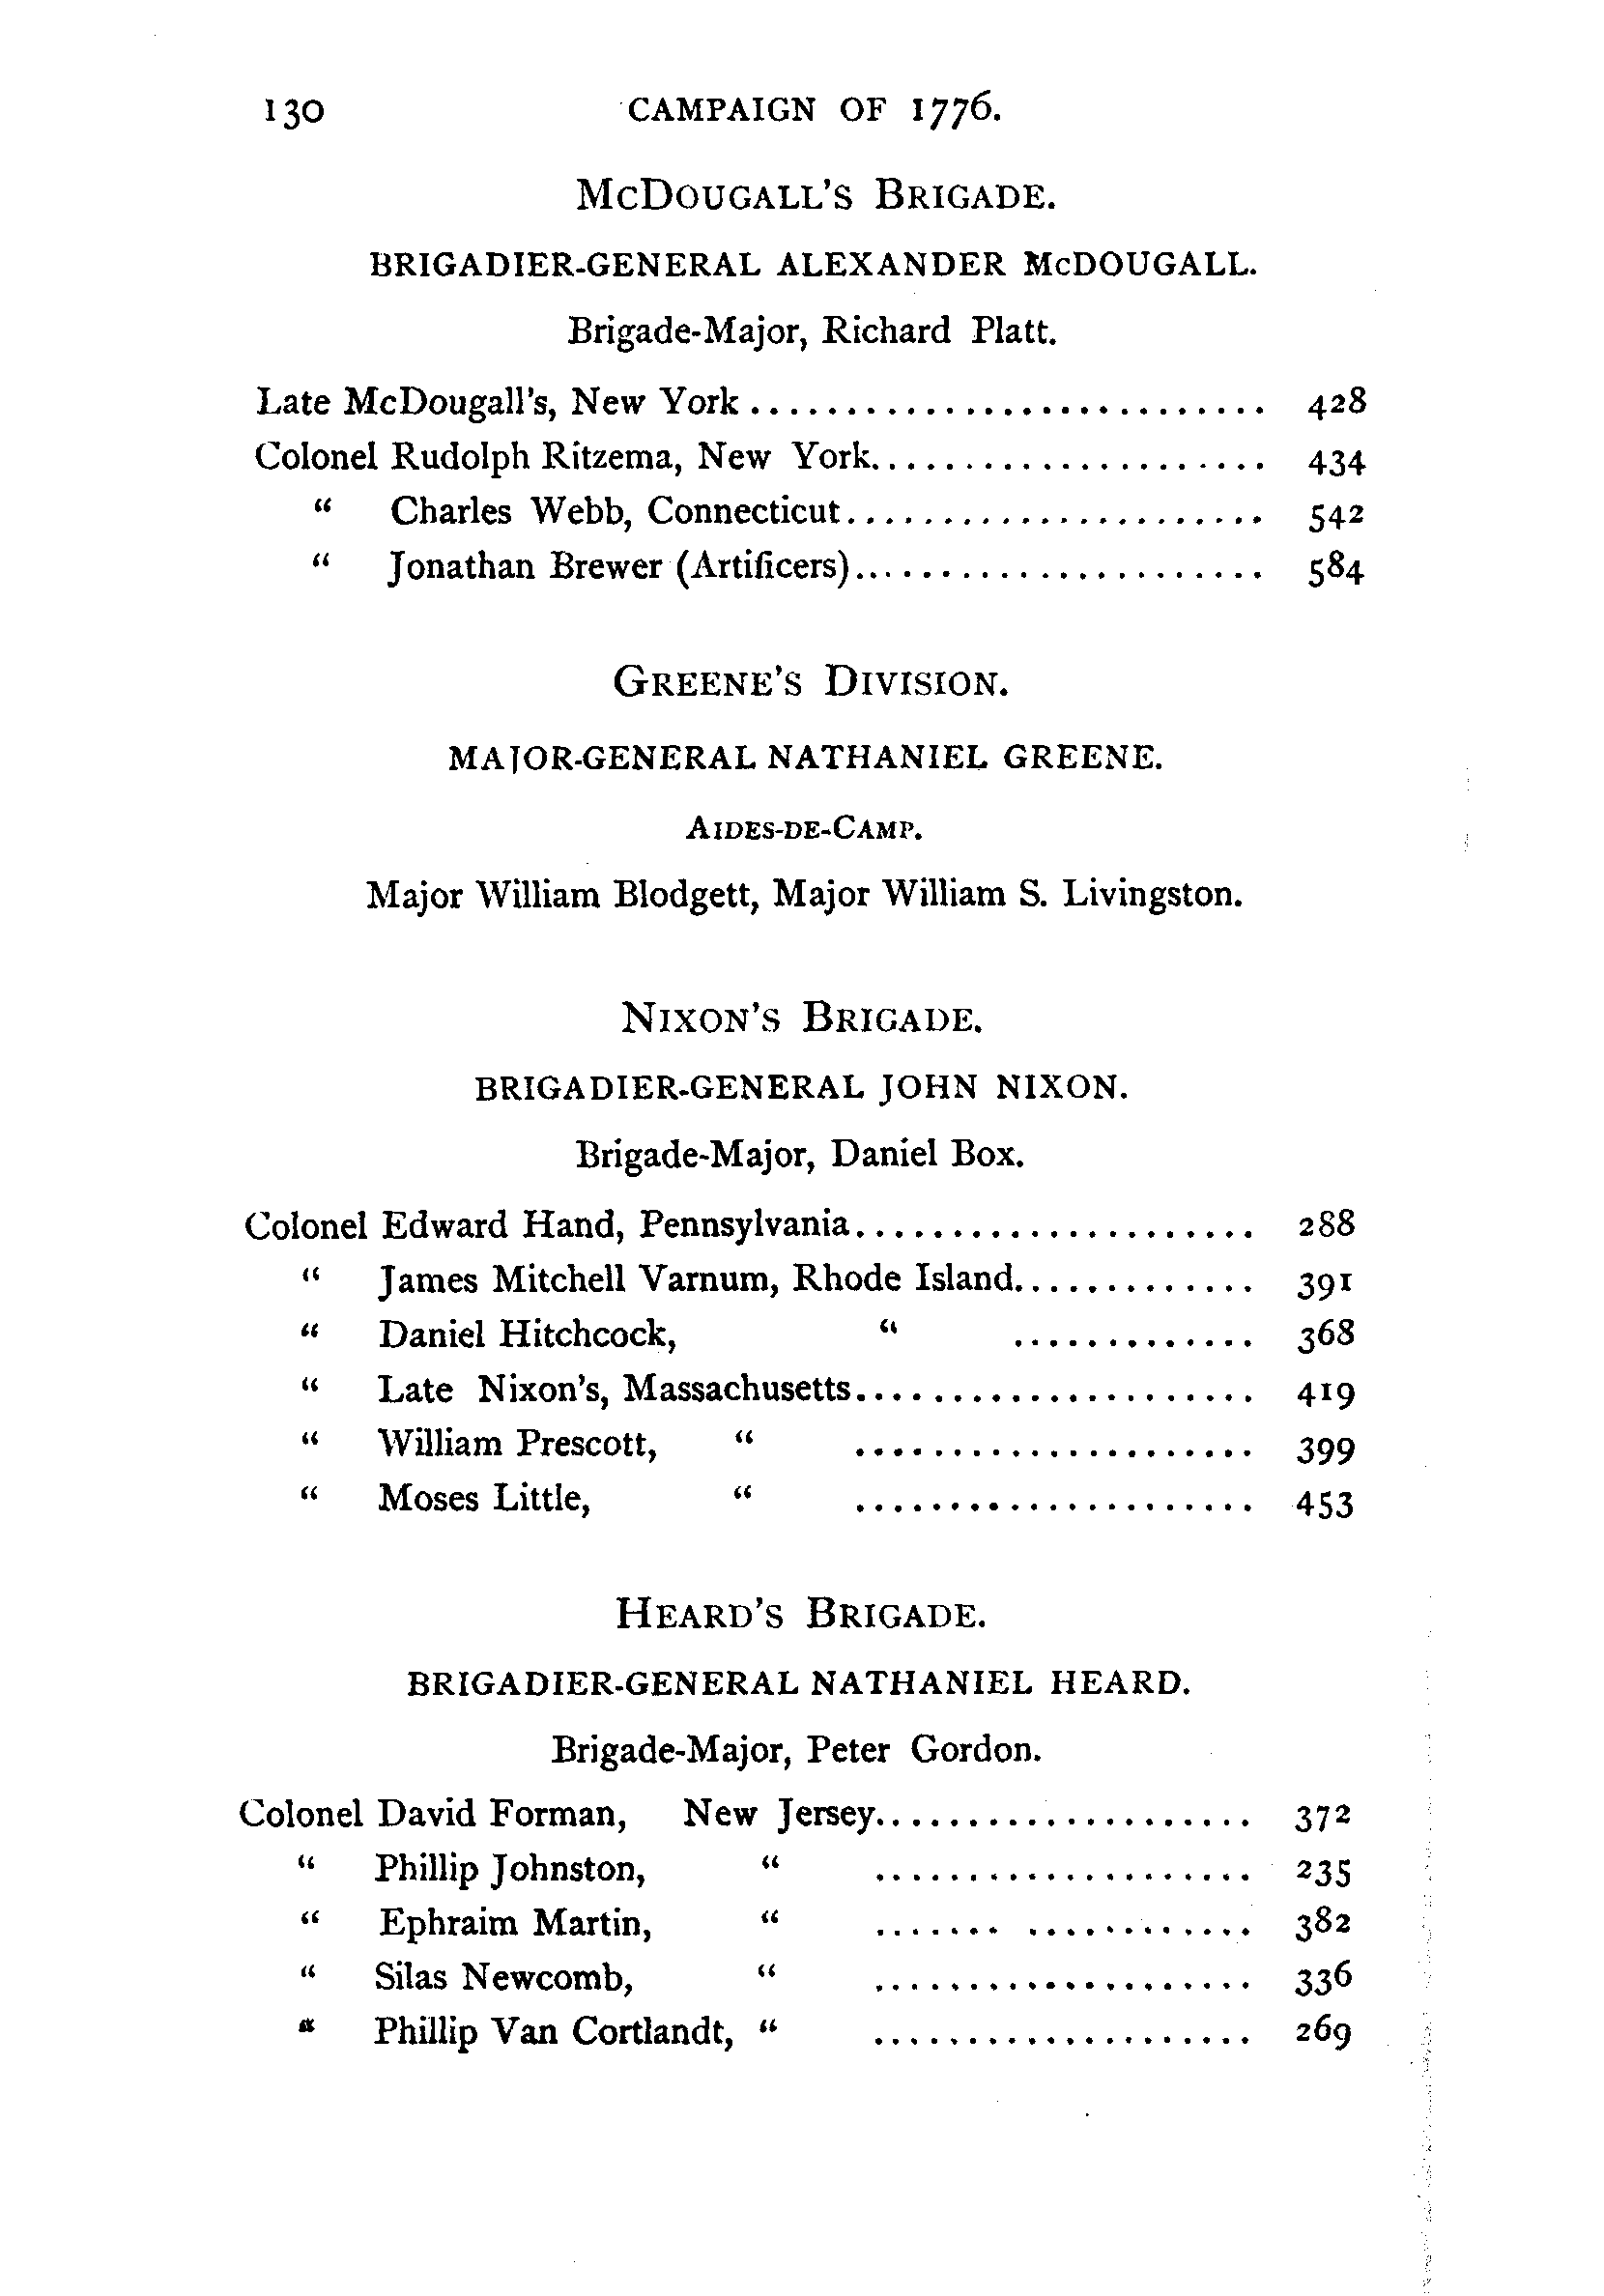 130 CAMPAIGN OF 1776.
McDougall's Brigade.
BRIGADIER-GENERAL ALEXANDER McDOUGALL.
Brigade-Major, Richard Platt.
Late McDougall's, New York........................... 428
Colonel Rudolph Ritzema, New York..................... 434
“ Charles Webb, Connecticut...................... 542
“ Jonathan Brewer (Artificers)...................... 584
Greene's Division.
MAJOR-GENERAL NATHANIEL GREENE.
Aides-de-Camp.
Major William Blodgett, Major William S. Livingston.
Nixon's Brigade.
BRIGADIER-GENERAL JOHN NIXON.
Brigade-Major, Daniel Box.
Colonel Edward Hand, Pennsylvania..................... 288
“ James Mitchell Varnum, Rhode Island............. 391
“ Daniel Hitchcock, “ ............. 368
“ Late Nixon's, Massachusetts..................... 419
“ William Prescott, “ ..................... 399
“ Moses Little, “ ..................... 453
Heard's Brigade.
BRIGADIER-GENERAL NATHANIEL HEARD.
Brigade-Major, Peter Gordon.
Colonel David Forman, New Jersey.................... 372
“ Phillip Johnston, “ .................... 235
“ Ephraim Martin, “ ....... ............ 382
“ Silas Newcomb, “ .................... 336
“ Phillip Van Cortlandt, “ .................... 269